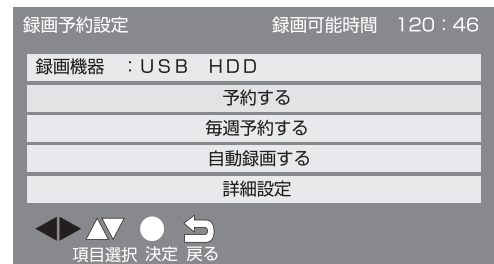 録画予約設定 録画可能時間 120:46
録画機器 :USB HDD
予約する
毎週予約する
自動録画する
詳細設定
項目選択 決定 戻る